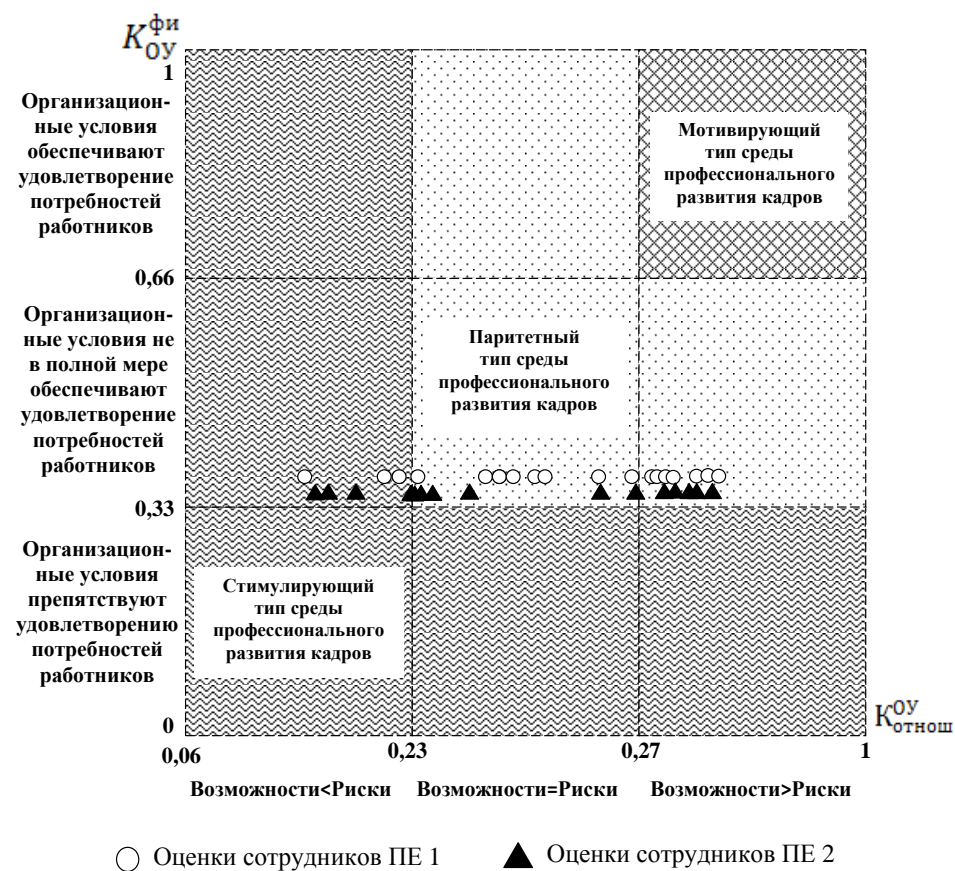 K ОУ фи
1
Организацион-
ные условия
обеспечивают
удовлетворение
потребностей
работников
Мотивирующий
тип среды
профессионального
развития кадров
0,66
Организацион-
ные условия не
в полной мере
обеспечивают
удовлетворение
потребностей
работников
Паритетный
тип среды
профессионального
развития кадров
0,33
Организацион-
ные условия
препятствуют
удовлетворению
потребностей
работников
Стимулирующий
тип среды
профессионального
развития кадров
0
К ОУ отнош
0,06 0,23 0,27 1
Возможности<Риски Возможности=Риски Возможности>Риски
Оценки сотрудников ПЕ 1 Оценки сотрудников ПЕ 2